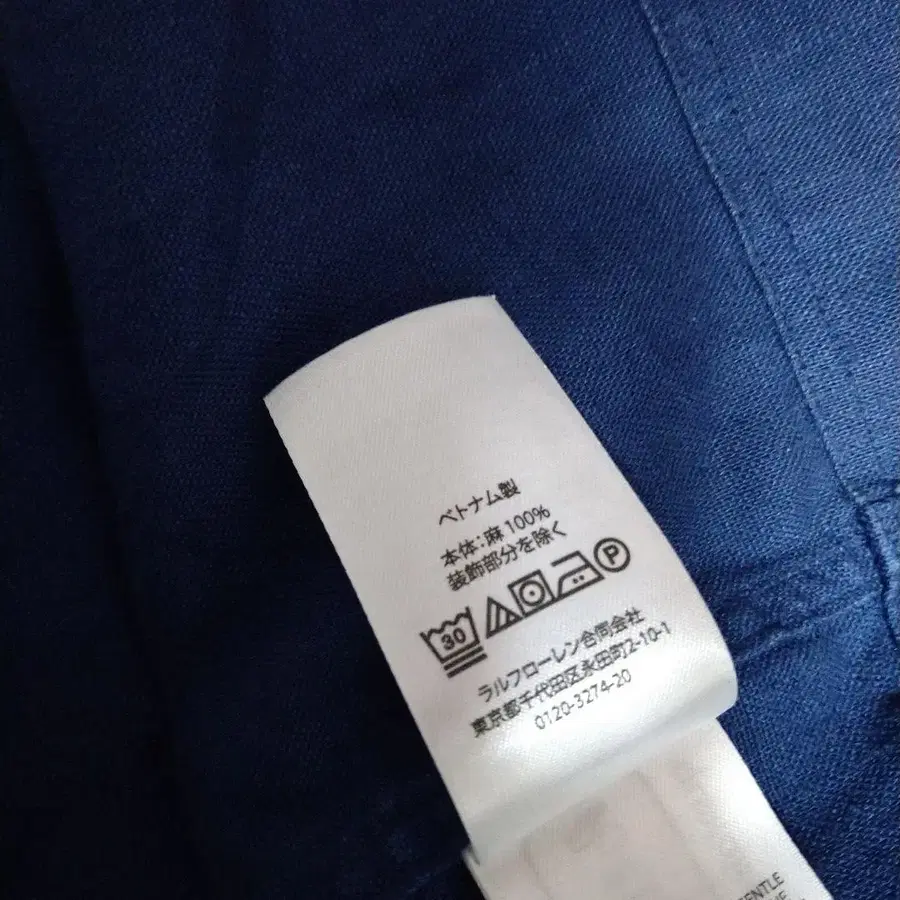 ベトナム製
本体:麻 100%
装飾部分を除く
30 P
ラルフローレン合同会社
東京都千代田区永田町2-10-1
0120-3274-20